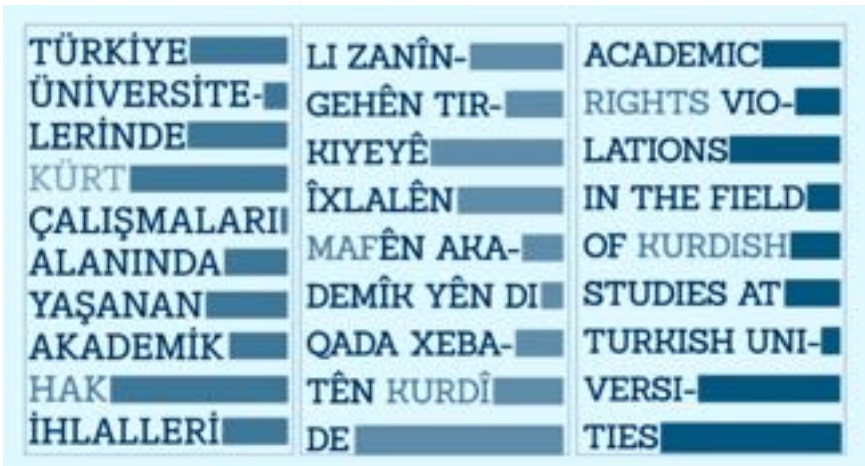 TÜRKİYE
ÜNİVERSİTE-
LERİNDE
KÜRT
ÇALIŞMALARI
ALANINDA
YAŞANAN
AKADEMİK
HAK
İHLALLERİ
LI ZANÎN-
GEHÊN TIR-
KIYEYÊ
ÎXLALÊN
MAFÊN AKA-
DEMÎK YÊN DI
QADA XEBA-
TÊN KURDÎ
DE
ACADEMIC
RIGHTS VIO-
LATIONS
IN THE FIELD
OF KURDISH
STUDIES AT
TURKISH UNI-
VERSI-
TIES